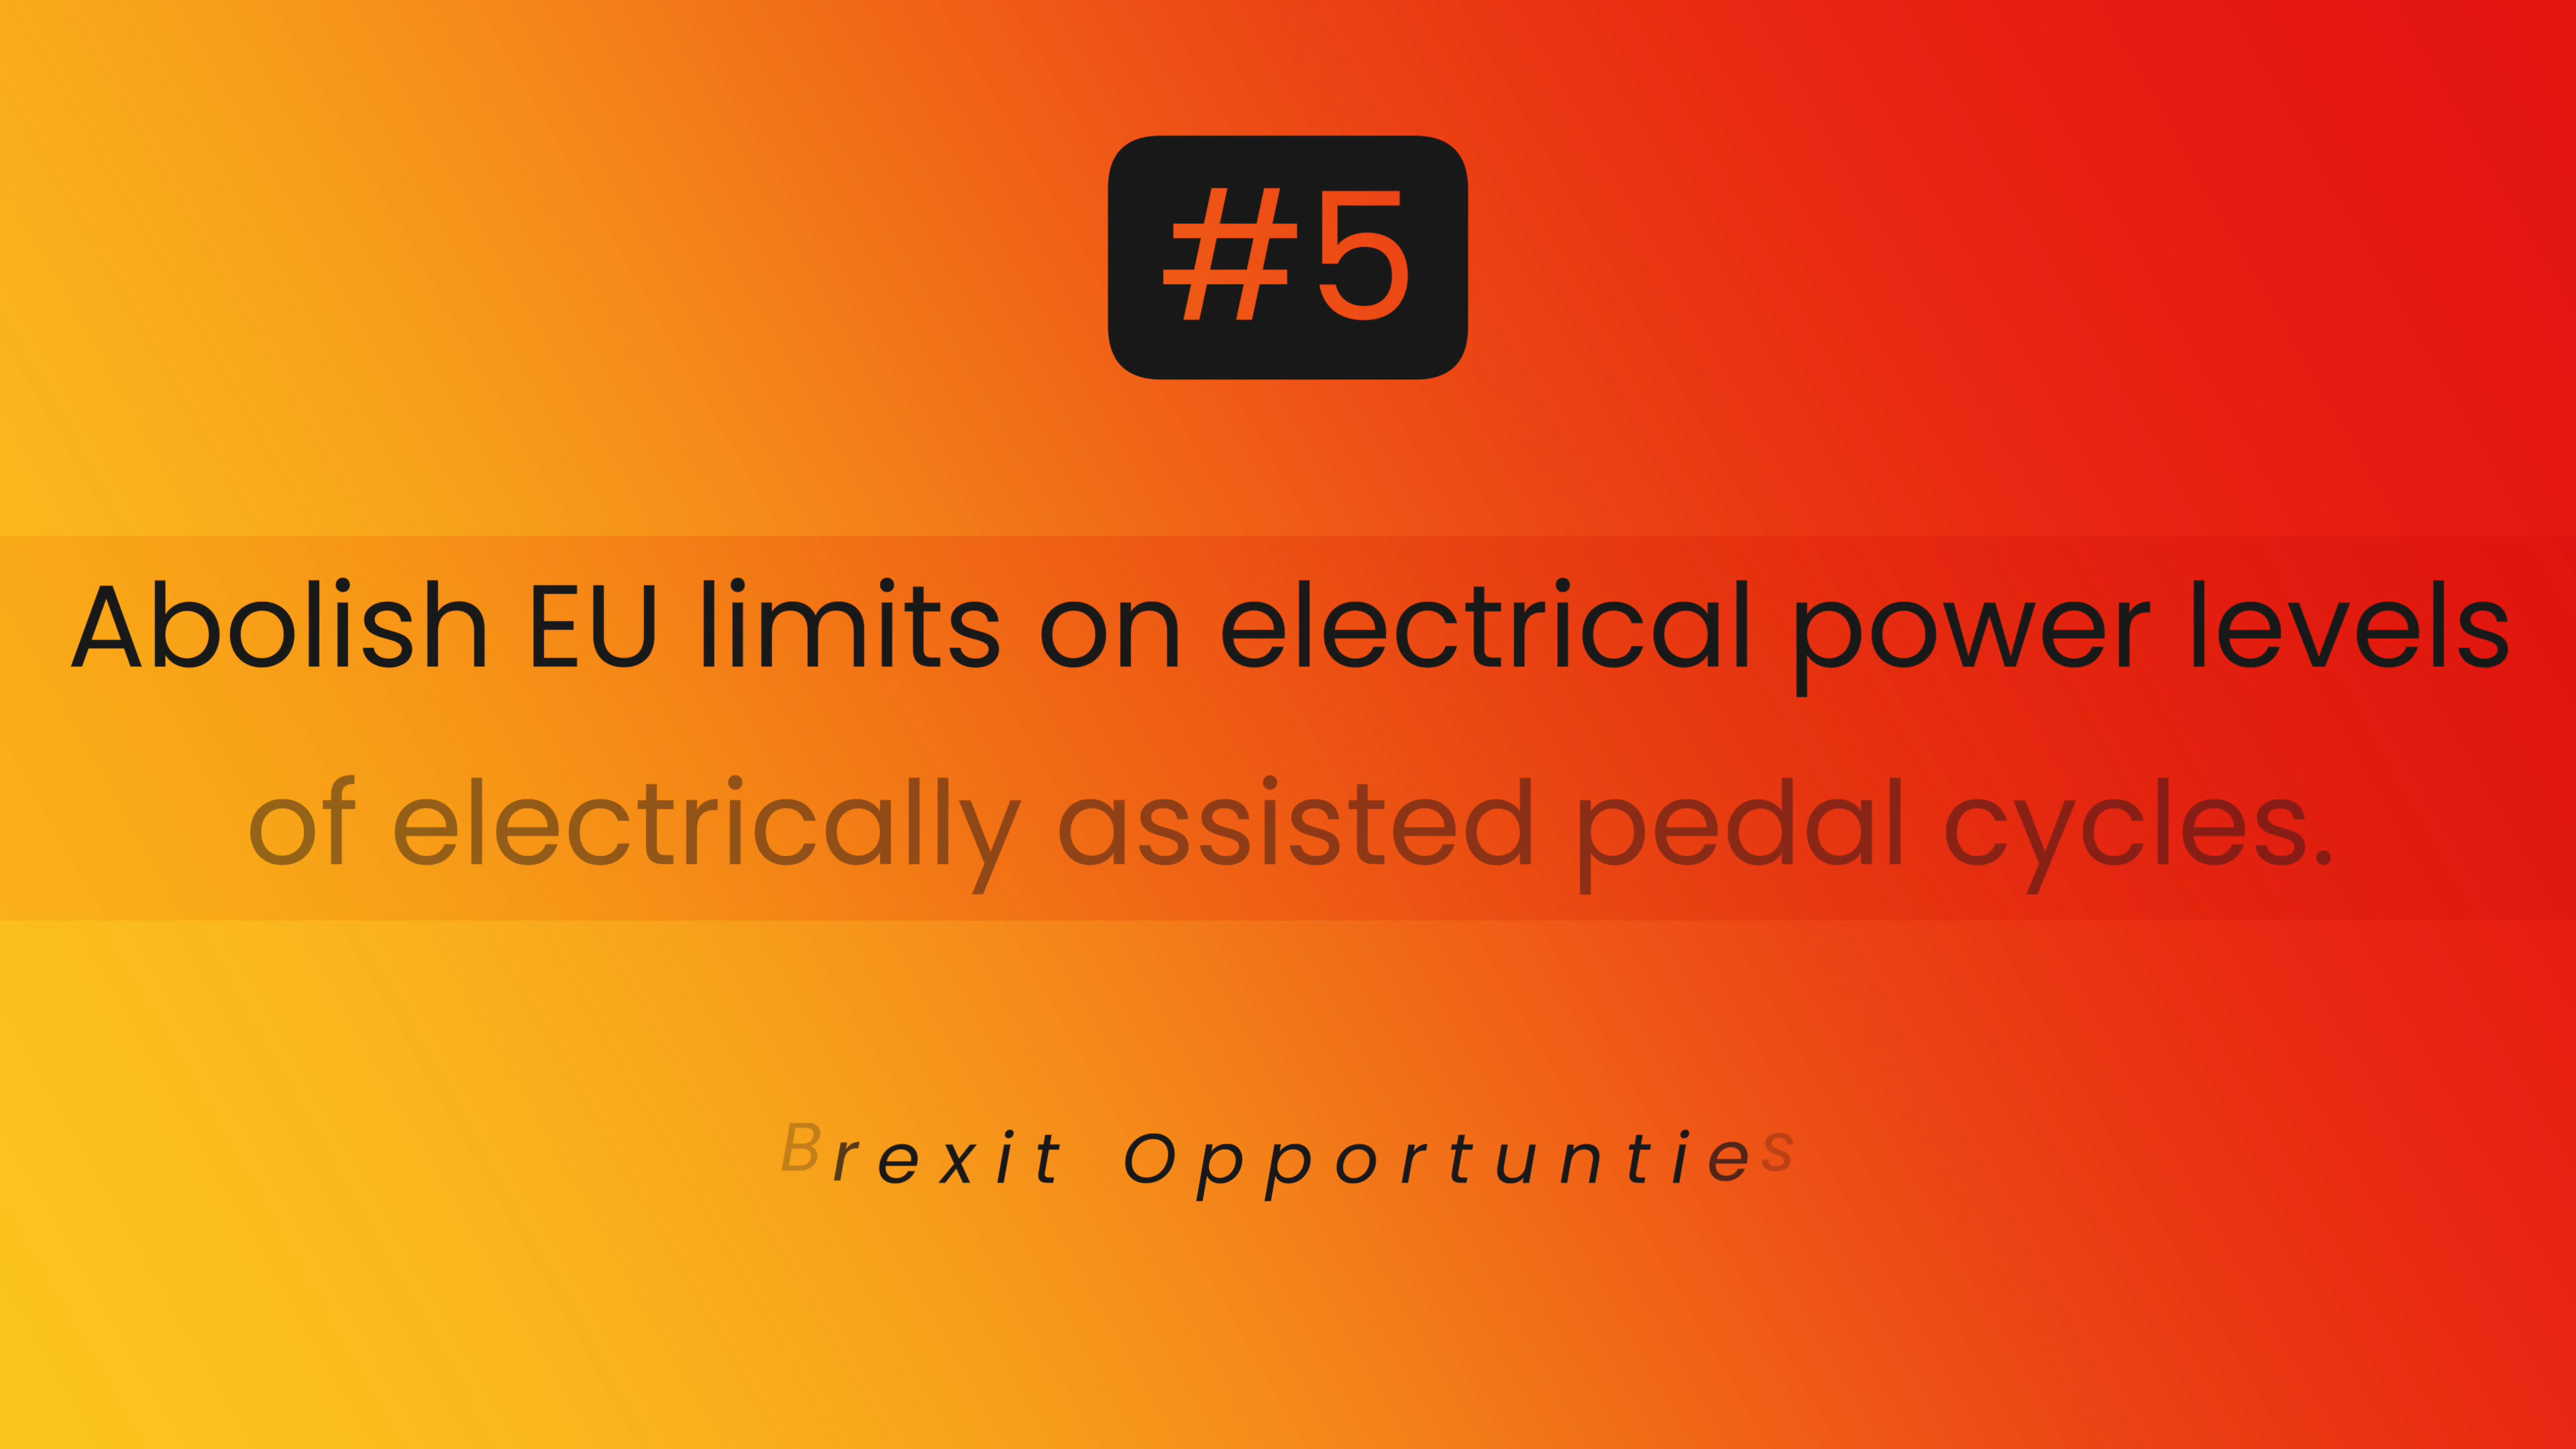 #5
Abolish EU limits on electrical power levels
of electrically assisted pedal cycles.
Brexit Opportunties